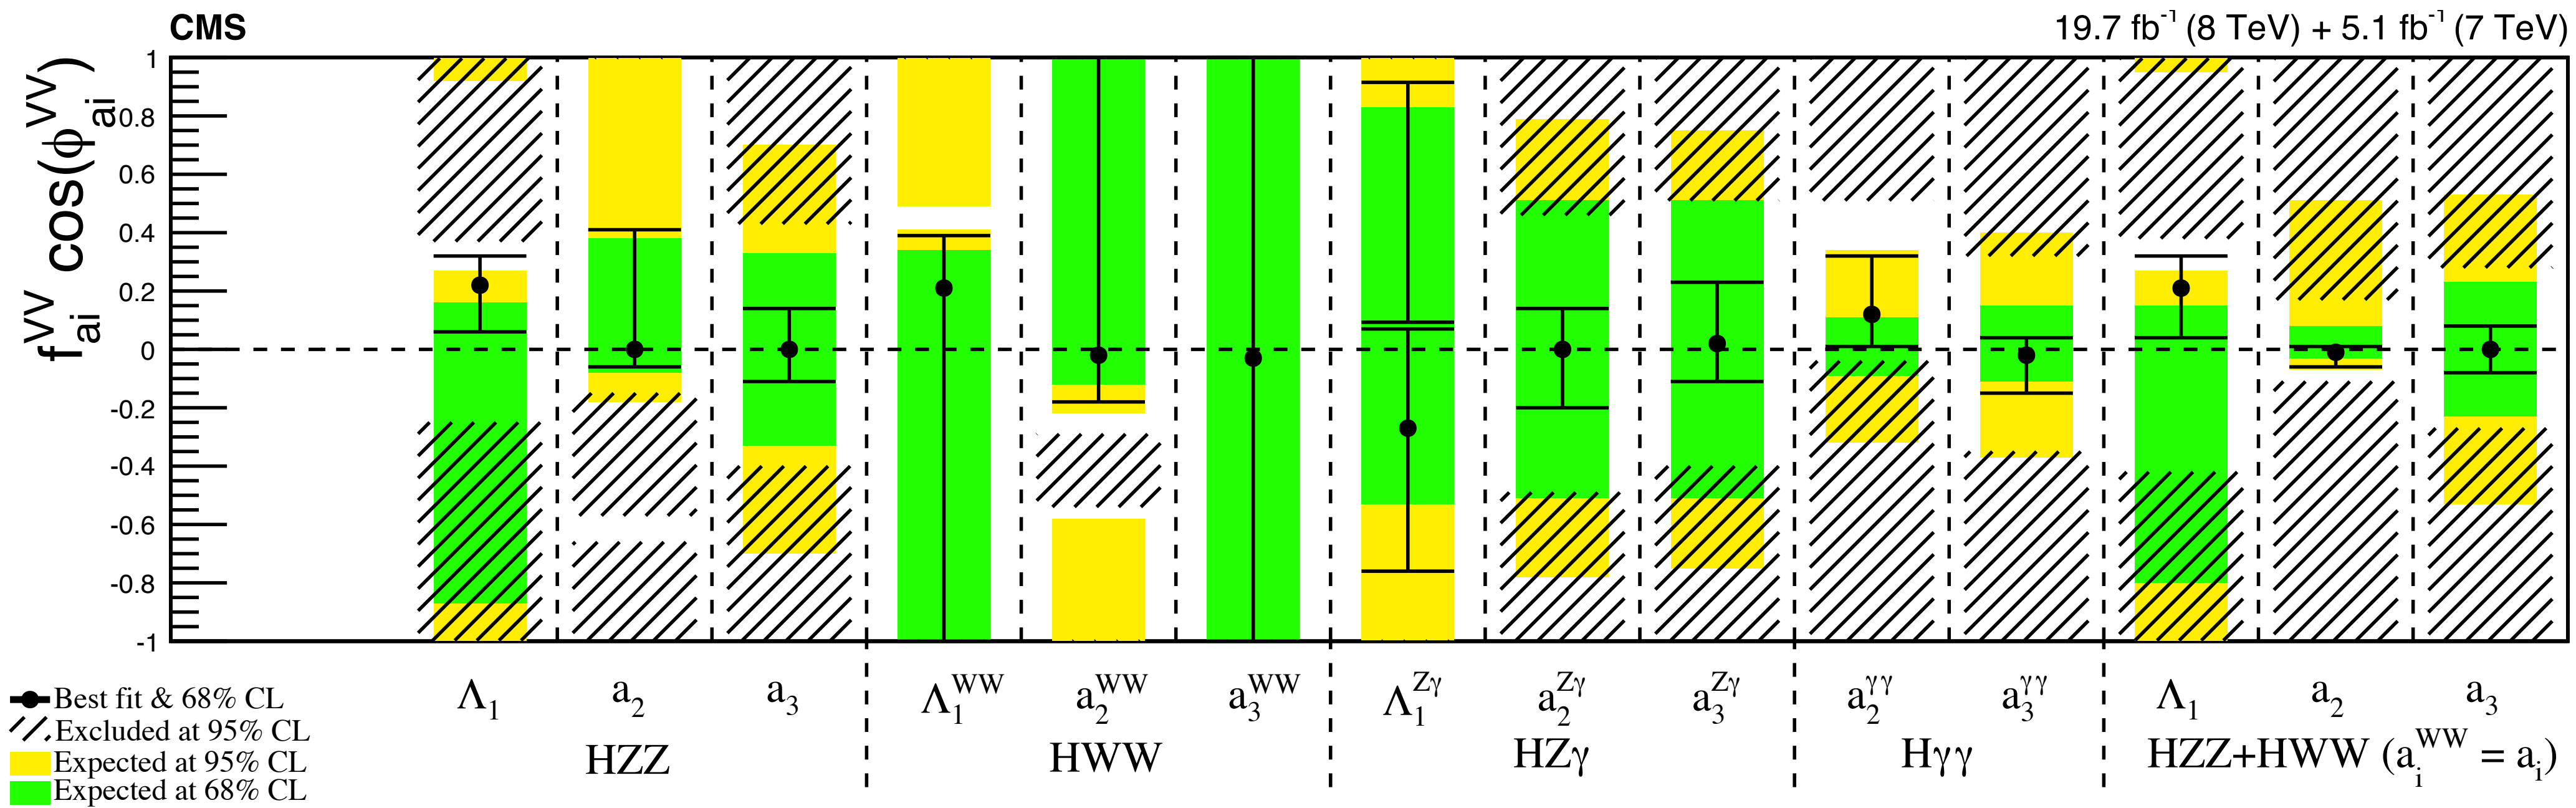 CMS 19.7 fb⁻¹ (8 TeV) + 5.1 fb⁻¹ (7 TeV)
f_ai^VV cos(ϕ_ai^VV)
1
0.8
0.6
0.4
0.2
0
-0.2
-0.4
-0.6
-0.8
-1
Λ₁ a₂ a₃ Λ₁^WW a₂^WW a₃^WW Λ₁^Zγ a₂^Zγ a₃^Zγ a₂^γγ a₃^γγ Λ₁ a₂ a₃
HZZ HWW HZγ Hγγ HZZ+HWW (a_i^WW = a_i)
Best fit & 68% CL
Excluded at 95% CL
Expected at 95% CL
Expected at 68% CL